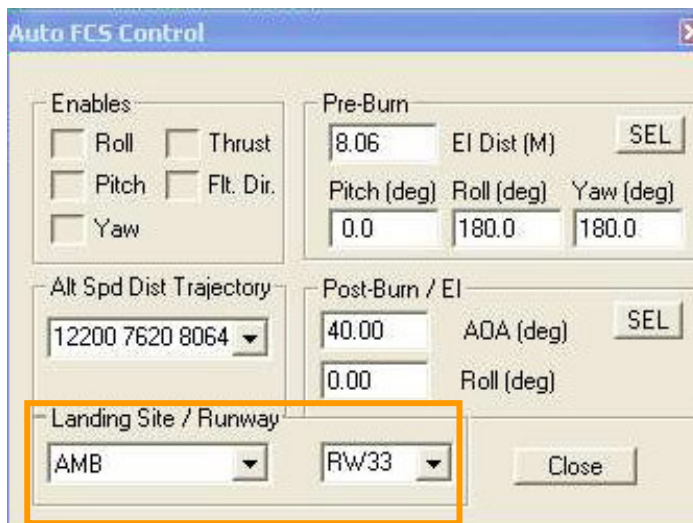 Auto FCS Control
Enables
Roll Thrust
Pitch Flt. Dir.
Yaw
Pre-Burn
8.06 EI Dist (M) SEL
Pitch (deg) Roll (deg) Yaw (deg)
0.0 180.0 180.0
Alt Spd Dist Trajectory
12200 7620 8064
Post-Burn / EI
40.00 AOA (deg) SEL
0.00 Roll (deg)
Landing Site / Runway
AMB RW33
Close